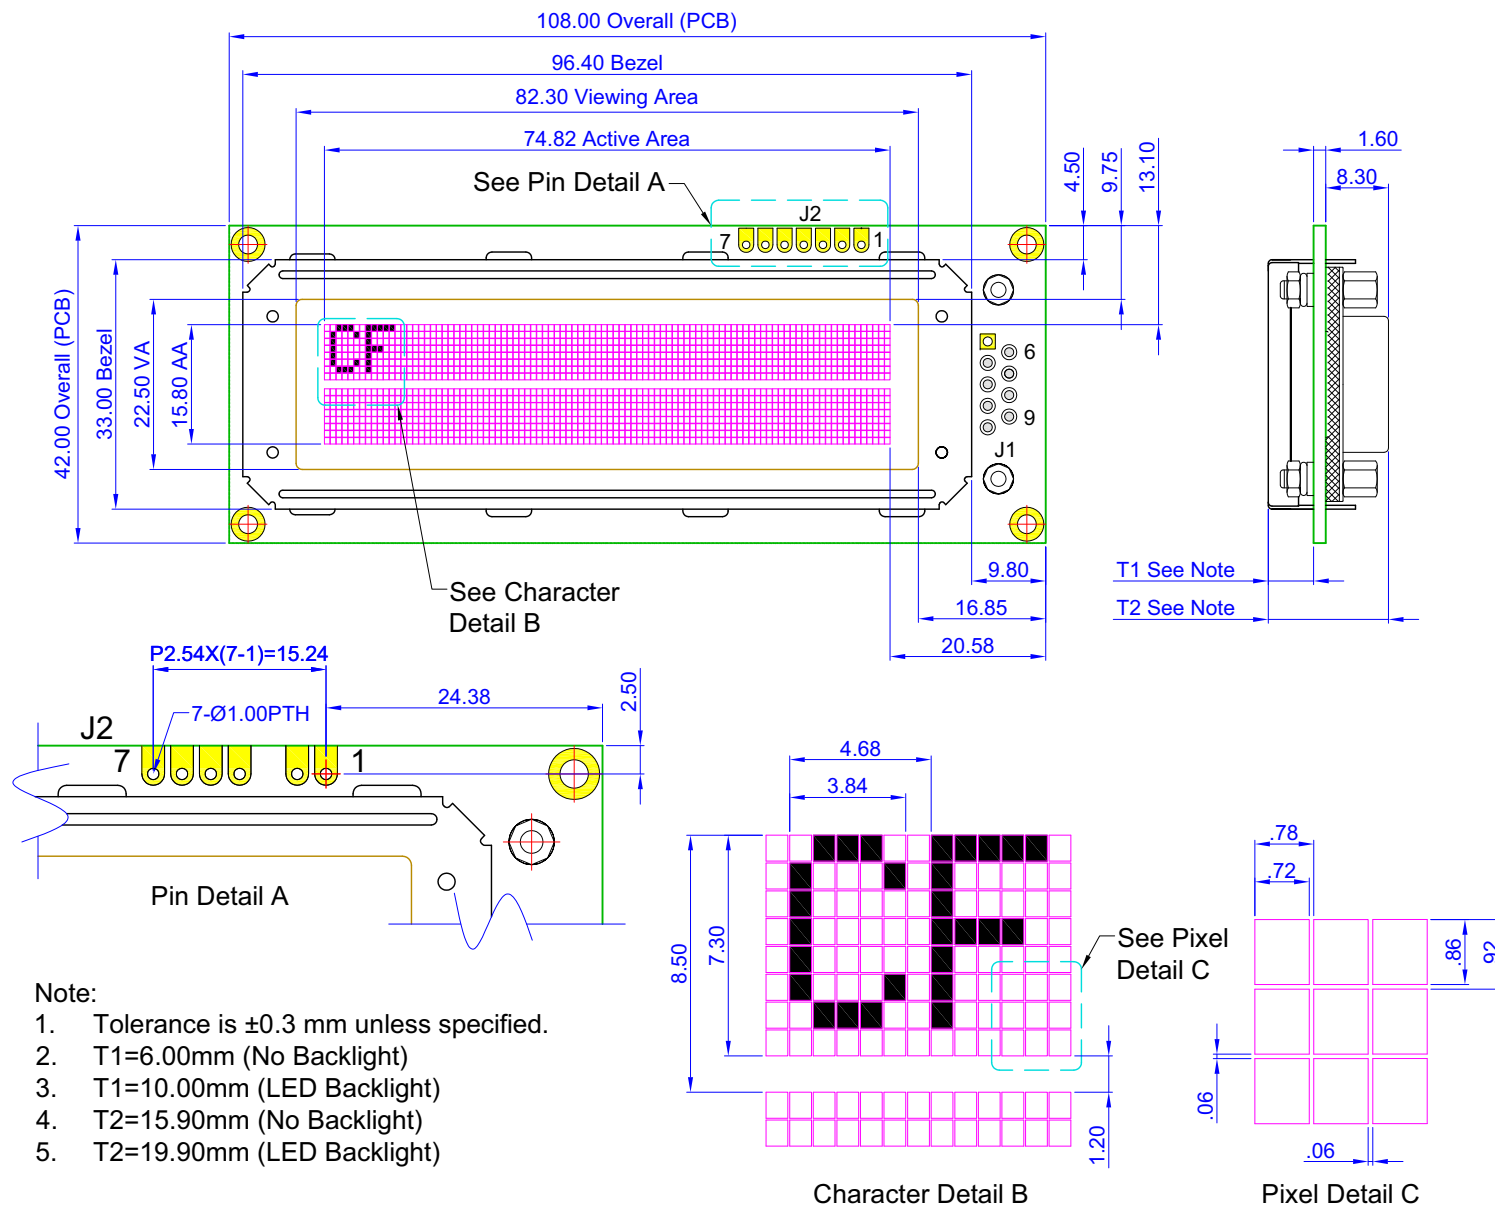 108.00 Overall (PCB)
96.40 Bezel
82.30 Viewing Area
74.82 Active Area
See Pin Detail A
J2
7
1
4.50
9.75
13.10
1.60
8.30
42.00 Overall (PCB)
33.00 Bezel
22.50 VA
15.80 AA
CF
6
9
J1
9.80
16.85
20.58
T1 See Note
T2 See Note
See Character
Detail B
P2.54X(7-1)=15.24
24.38
2.50
7-Ø1.00PTH
J2
7
1
Pin Detail A
4.68
3.84
8.50
7.30
CF
See Pixel
Detail C
1.20
Character Detail B
.78
.72
.86
.92
.06
.06
Pixel Detail C
Note:
1. Tolerance is ±0.3 mm unless specified.
2. T1=6.00mm (No Backlight)
3. T1=10.00mm (LED Backlight)
4. T2=15.90mm (No Backlight)
5. T2=19.90mm (LED Backlight)